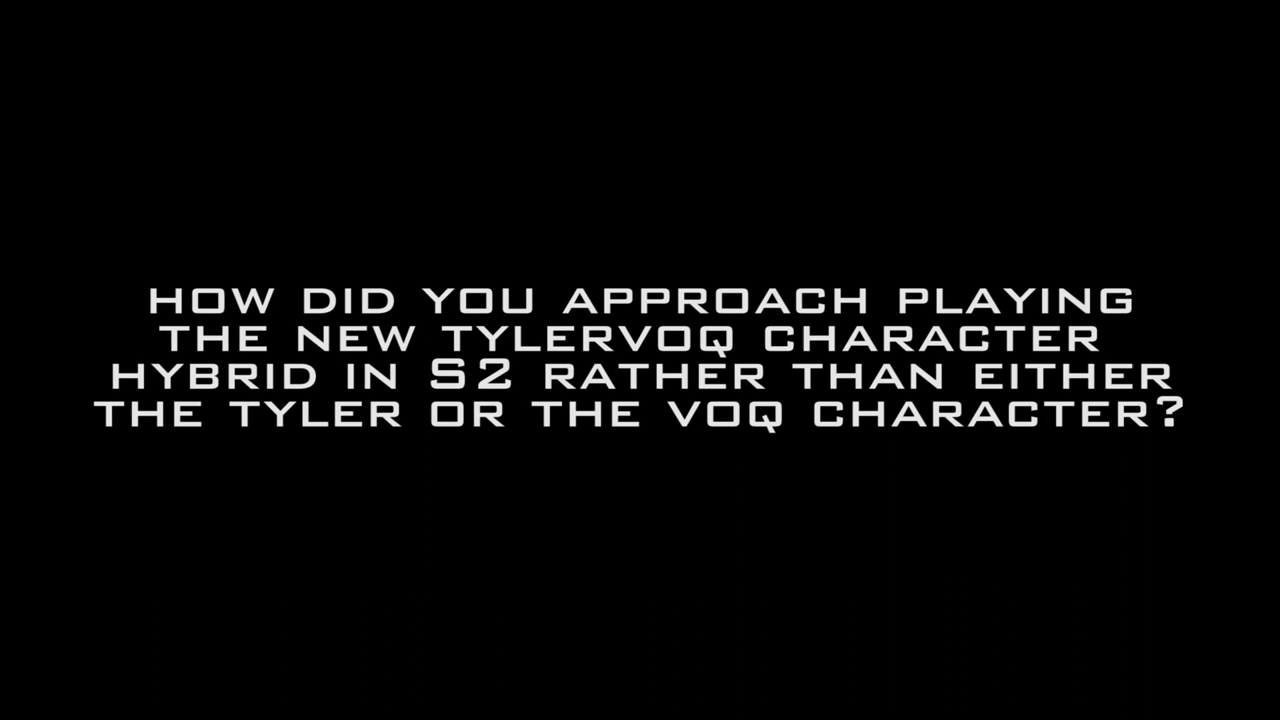 HOW DID YOU APPROACH PLAYING
THE NEW TYLERVOQ CHARACTER
HYBRID IN S2 RATHER THAN EITHER
THE TYLER OR THE VOQ CHARACTER?